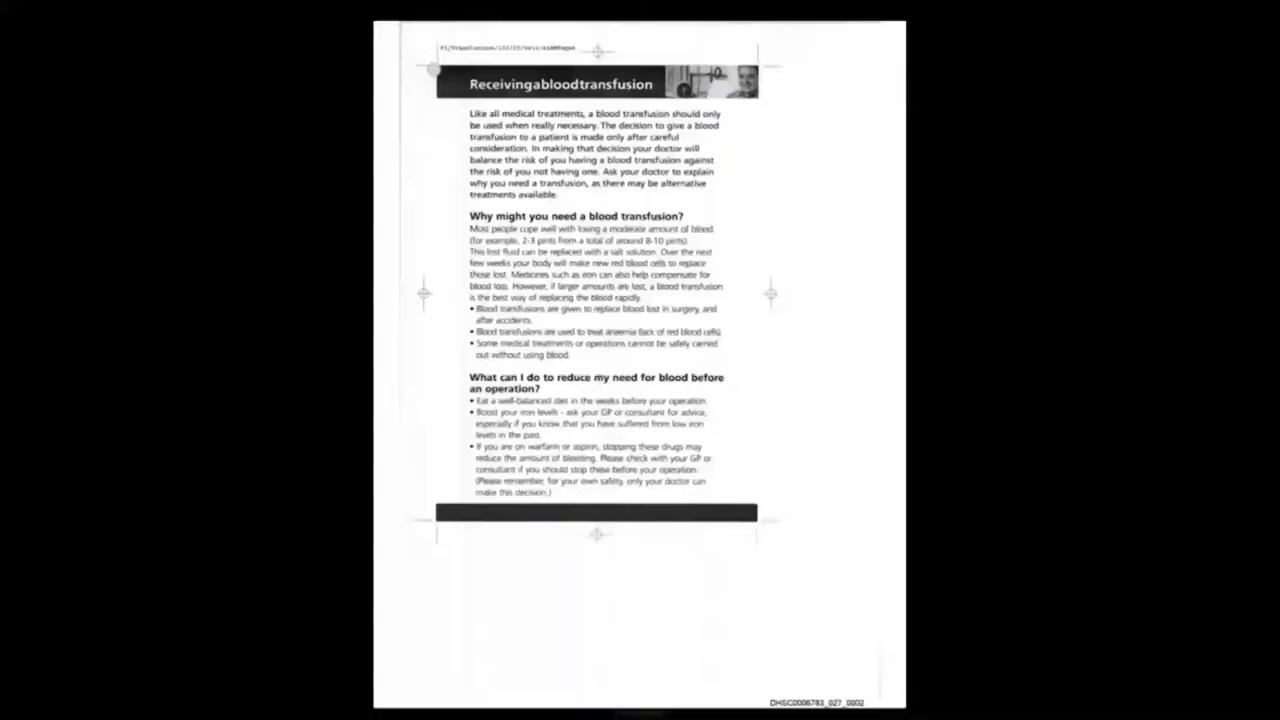 Receivingabloodtransfusion
Like all medical treatments, a blood transfusion should only
be used when really necessary. The decision to give a blood
transfusion to a patient is made only after careful
consideration. In making that decision your doctor will
balance the risk of you having a blood transfusion against
the risk of you not having one. Ask your doctor to explain
why you need a transfusion, as there may be alternative
treatments available.
Why might you need a blood transfusion?
Most people cope well with losing a moderate amount of blood
(for example, 2-3 pints from a total of around 8-10 pints).
This lost fluid can be replaced with a salt solution. Over the next
few weeks your body will make new red blood cells to replace
those lost. Medicines such as iron can also help compensate for
blood loss. However, if larger amounts are lost, a blood transfusion
is the best way of replacing the blood rapidly.
• Blood transfusions are given to replace blood lost in surgery, and
after accidents.
• Blood transfusions are used to treat anaemia (lack of red blood cells).
• Some medical treatments or operations cannot be safely carried
out without using blood.
What can I do to reduce my need for blood before
an operation?
• Eat a well-balanced diet in the weeks before your operation.
• Boost your iron levels - ask your GP or consultant for advice,
especially if you know that you have suffered from low iron
levels in the past.
• If you are on warfarin or aspirin, stopping these drugs may
reduce the amount of bleeding. Please check with your GP or
consultant if you should stop these before your operation.
(Please remember, for your own safety, only your doctor can
make this decision.)
DHSC0006783_027_0002